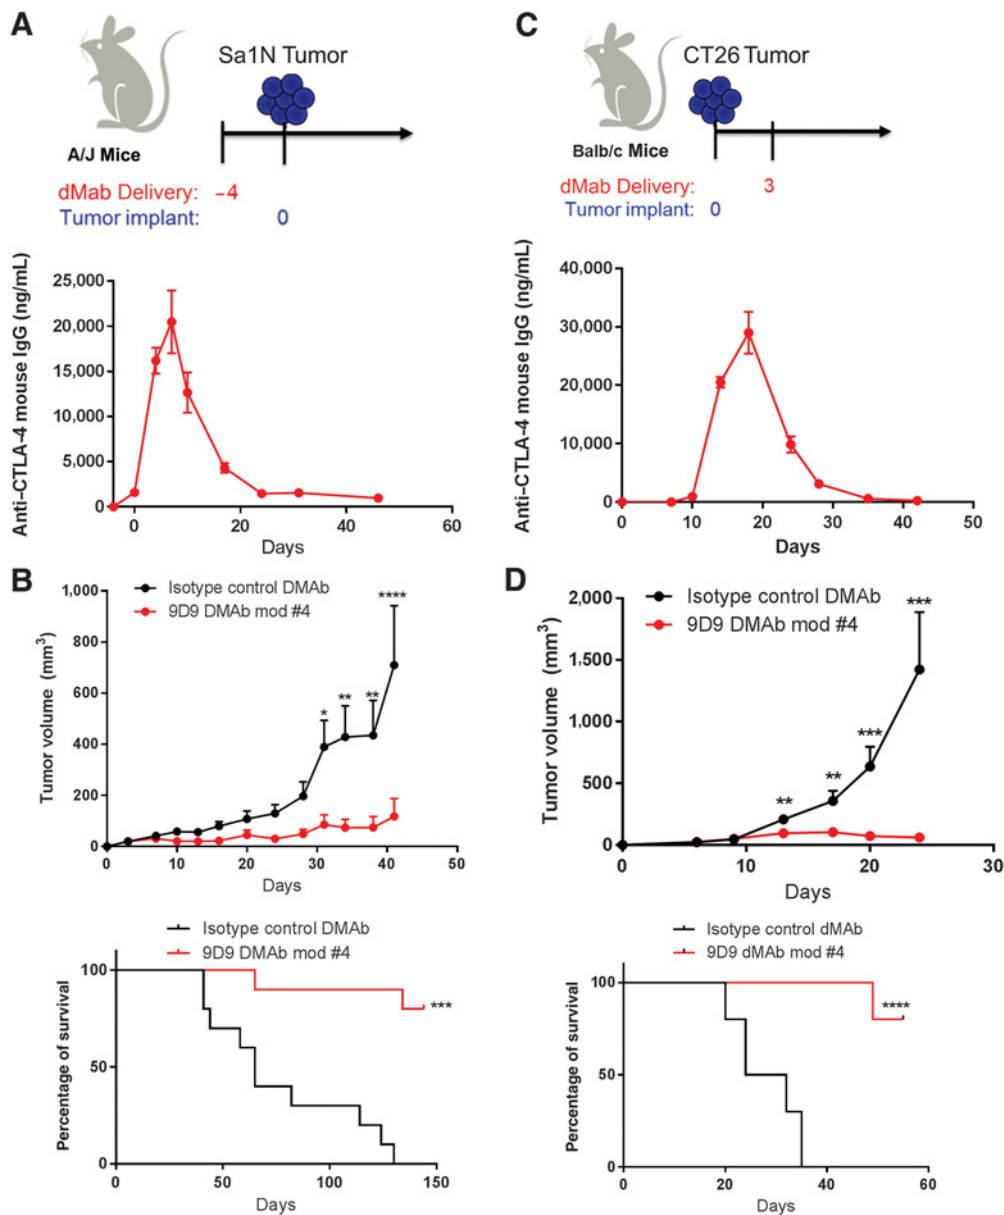 A
Sa1N Tumor
A/J Mice
dMab Delivery: −4
Tumor implant: 0
Anti-CTLA-4 mouse IgG (ng/mL)
25,000
20,000
15,000
10,000
5,000
0
0 20 40 60
Days
C
CT26 Tumor
Balb/c Mice
dMab Delivery: 3
Tumor implant: 0
Anti-CTLA-4 mouse IgG (ng/mL)
40,000
30,000
20,000
10,000
0
0 10 20 30 40 50
Days
B
Isotype control DMAb
9D9 DMAb mod #4
Tumor volume (mm³)
1,000
800
600
400
200
0
* ** ** ****
0 10 20 30 40 50
Days
Isotype control DMAb
9D9 DMAb mod #4
Percentage of survival
100
50
0
***
0 50 100 150
Days
D
Isotype control DMAb
9D9 DMAb mod #4
Tumor volume (mm³)
2,000
1,500
1,000
500
0
** ** *** ***
0 10 20 30
Days
Isotype control dMAb
9D9 dMAb mod #4
Percentage of survival
100
50
0
****
0 20 40 60
Days